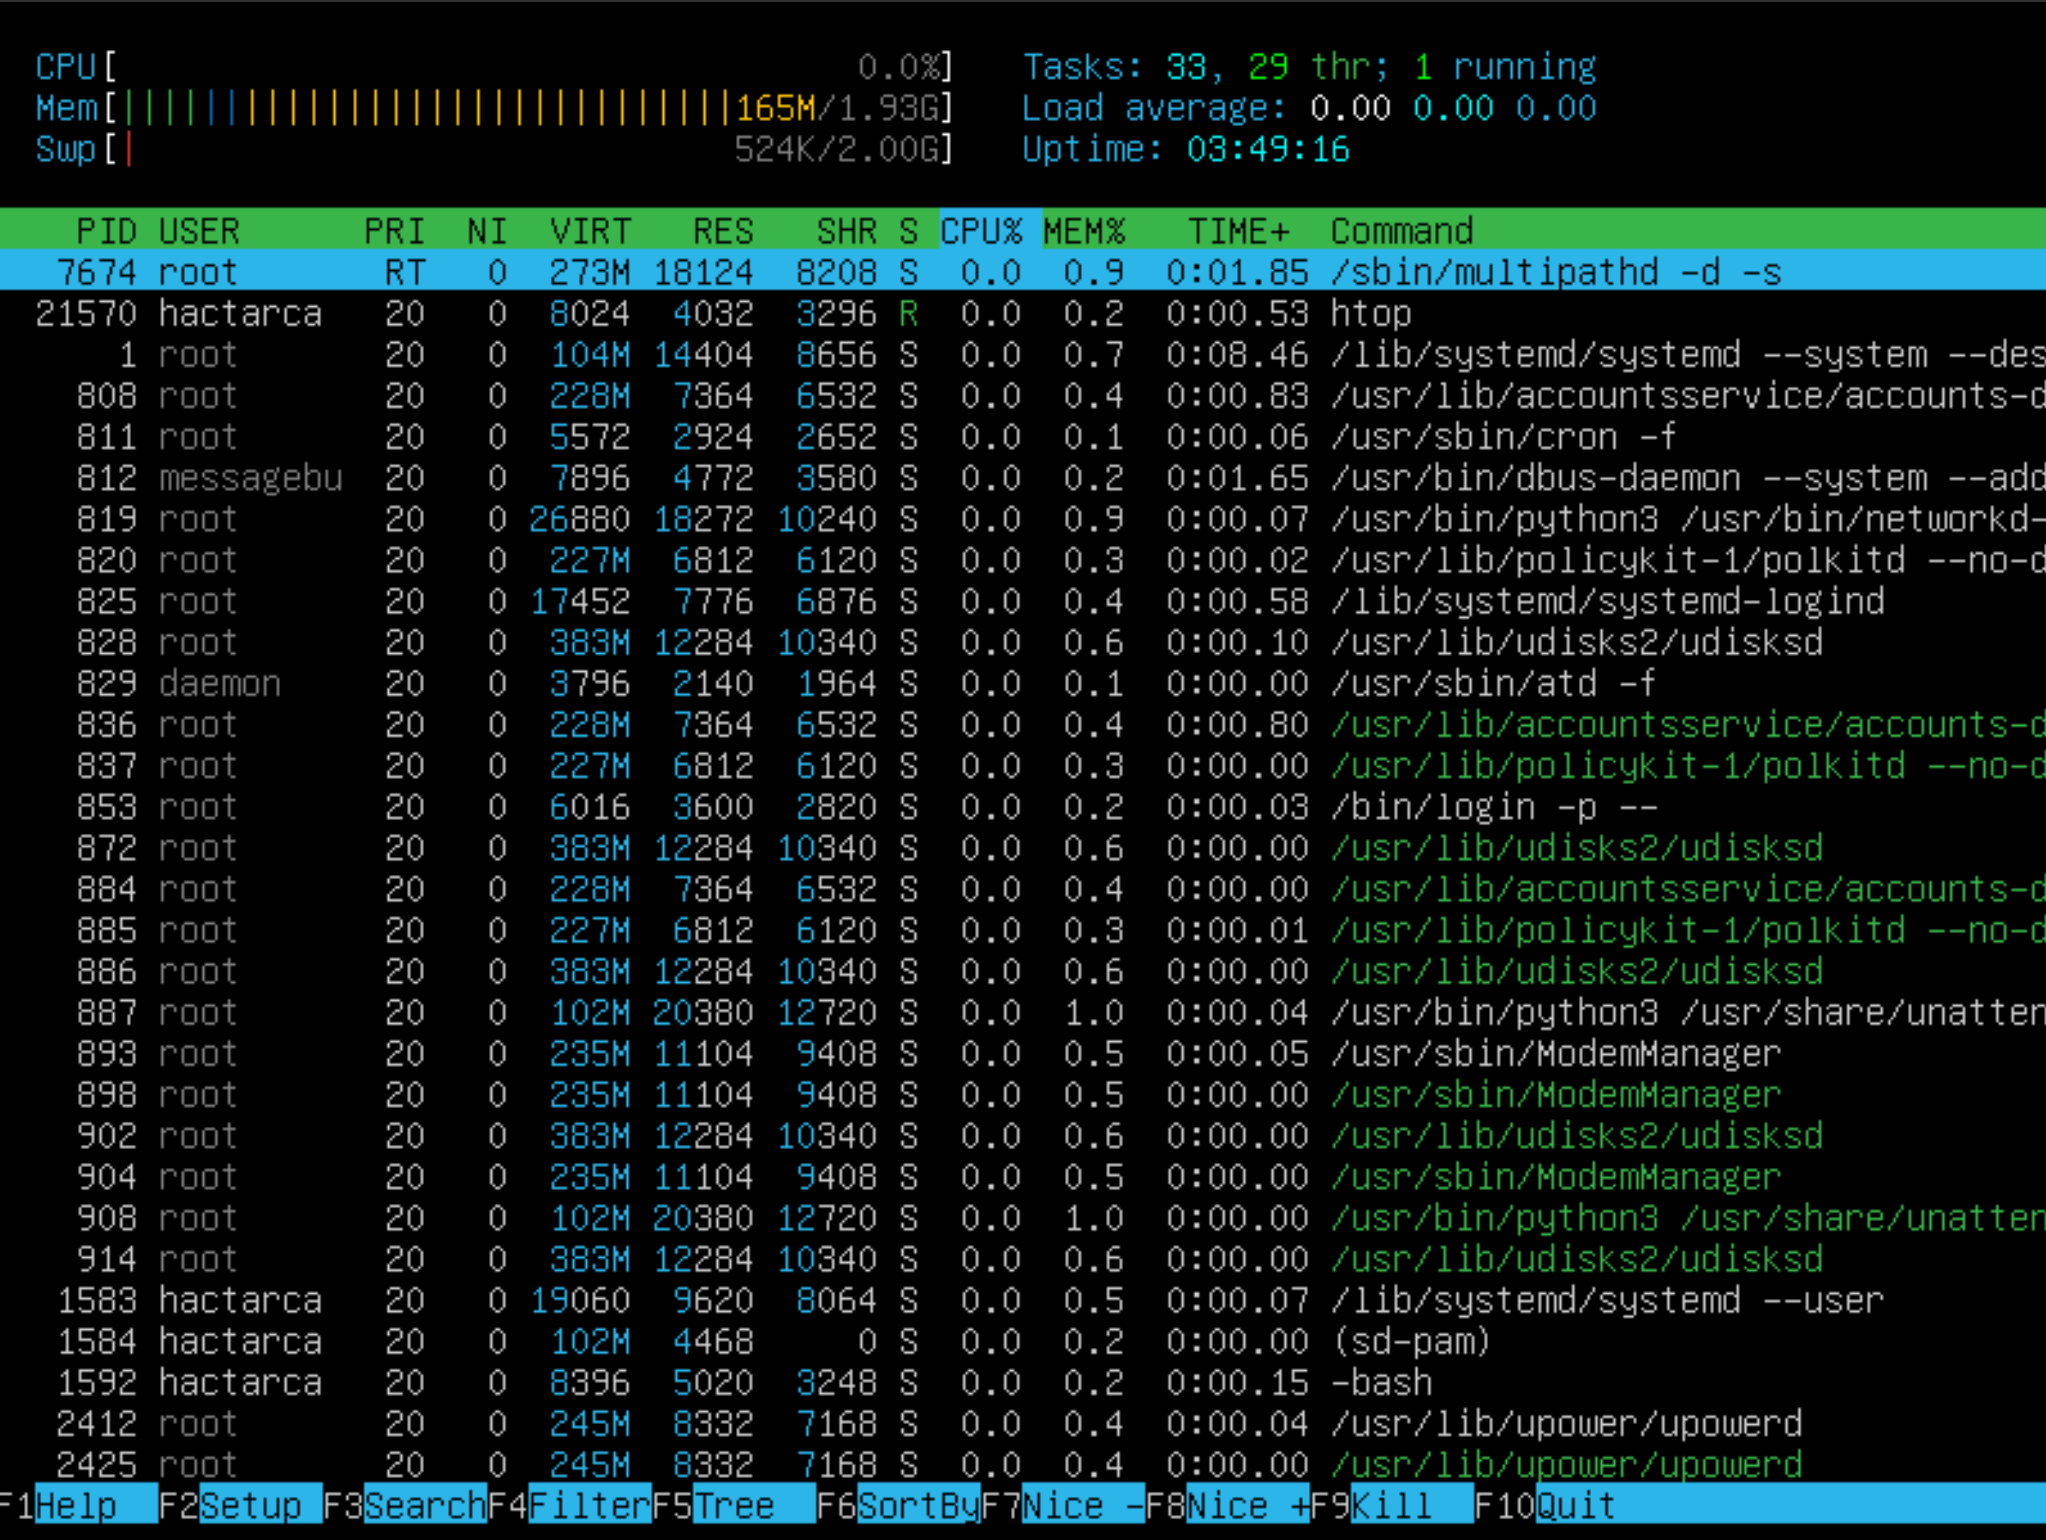 CPU[ 0.0%] Tasks: 33, 29 thr; 1 running
Mem[|||||||||||||||||||||||||||||165M/1.93G] Load average: 0.00 0.00 0.00
Swp[| 524K/2.00G] Uptime: 03:49:16
PID USER PRI NI VIRT RES SHR S CPU% MEM% TIME+ Command
7674 root RT 0 273M 18124 8208 S 0.0 0.9 0:01.85 /sbin/multipathd -d -s
21570 hactarca 20 0 8024 4032 3296 R 0.0 0.2 0:00.53 htop
1 root 20 0 104M 14404 8656 S 0.0 0.7 0:08.46 /lib/systemd/systemd --system --des
808 root 20 0 228M 7364 6532 S 0.0 0.4 0:00.83 /usr/lib/accountsservice/accounts-d
811 root 20 0 5572 2924 2652 S 0.0 0.1 0:00.06 /usr/sbin/cron -f
812 messagebu 20 0 7896 4772 3580 S 0.0 0.2 0:01.65 /usr/bin/dbus-daemon --system --add
819 root 20 0 26880 18272 10240 S 0.0 0.9 0:00.07 /usr/bin/python3 /usr/bin/networkd-
820 root 20 0 227M 6812 6120 S 0.0 0.3 0:00.02 /usr/lib/policykit-1/polkitd --no-d
825 root 20 0 17452 7776 6876 S 0.0 0.4 0:00.58 /lib/systemd/systemd-logind
828 root 20 0 383M 12284 10340 S 0.0 0.6 0:00.10 /usr/lib/udisks2/udisksd
829 daemon 20 0 3796 2140 1964 S 0.0 0.1 0:00.00 /usr/sbin/atd -f
836 root 20 0 228M 7364 6532 S 0.0 0.4 0:00.80 /usr/lib/accountsservice/accounts-d
837 root 20 0 227M 6812 6120 S 0.0 0.3 0:00.00 /usr/lib/policykit-1/polkitd --no-d
853 root 20 0 6016 3600 2820 S 0.0 0.2 0:00.03 /bin/login -p --
872 root 20 0 383M 12284 10340 S 0.0 0.6 0:00.00 /usr/lib/udisks2/udisksd
884 root 20 0 228M 7364 6532 S 0.0 0.4 0:00.00 /usr/lib/accountsservice/accounts-d
885 root 20 0 227M 6812 6120 S 0.0 0.3 0:00.01 /usr/lib/policykit-1/polkitd --no-d
886 root 20 0 383M 12284 10340 S 0.0 0.6 0:00.00 /usr/lib/udisks2/udisksd
887 root 20 0 102M 20380 12720 S 0.0 1.0 0:00.04 /usr/bin/python3 /usr/share/unatten
893 root 20 0 235M 11104 9408 S 0.0 0.5 0:00.05 /usr/sbin/ModemManager
898 root 20 0 235M 11104 9408 S 0.0 0.5 0:00.00 /usr/sbin/ModemManager
902 root 20 0 383M 12284 10340 S 0.0 0.6 0:00.00 /usr/lib/udisks2/udisksd
904 root 20 0 235M 11104 9408 S 0.0 0.5 0:00.00 /usr/sbin/ModemManager
908 root 20 0 102M 20380 12720 S 0.0 1.0 0:00.00 /usr/bin/python3 /usr/share/unatten
914 root 20 0 383M 12284 10340 S 0.0 0.6 0:00.00 /usr/lib/udisks2/udisksd
1583 hactarca 20 0 19060 9620 8064 S 0.0 0.5 0:00.07 /lib/systemd/systemd --user
1584 hactarca 20 0 102M 4468 0 S 0.0 0.2 0:00.00 (sd-pam)
1592 hactarca 20 0 8396 5020 3248 S 0.0 0.2 0:00.15 -bash
2412 root 20 0 245M 8332 7168 S 0.0 0.4 0:00.04 /usr/lib/upower/upowerd
2425 root 20 0 245M 8332 7168 S 0.0 0.4 0:00.00 /usr/lib/upower/upowerd
F1Help F2Setup F3SearchF4FilterF5Tree F6SortByF7Nice -F8Nice +F9Kill F10Quit